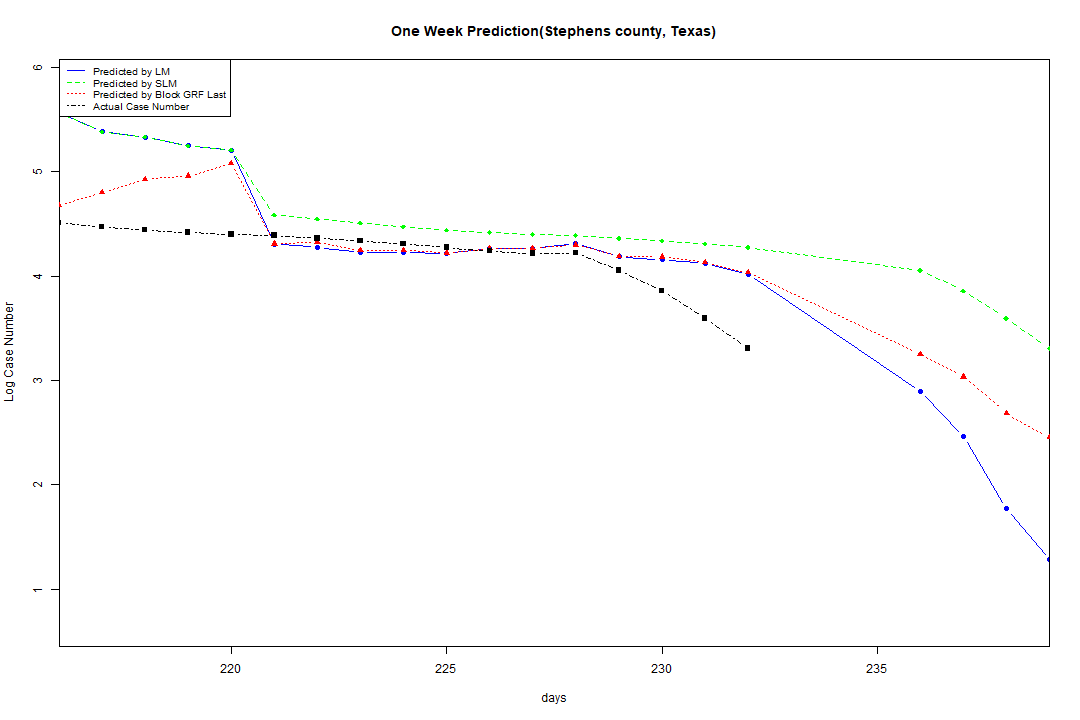 One Week Prediction(Stephens county, Texas)
Predicted by LM
Predicted by SLM
Predicted by Block GRF Last
Actual Case Number
6
5
4
3
2
1
Log Case Number
220 225 230 235
days